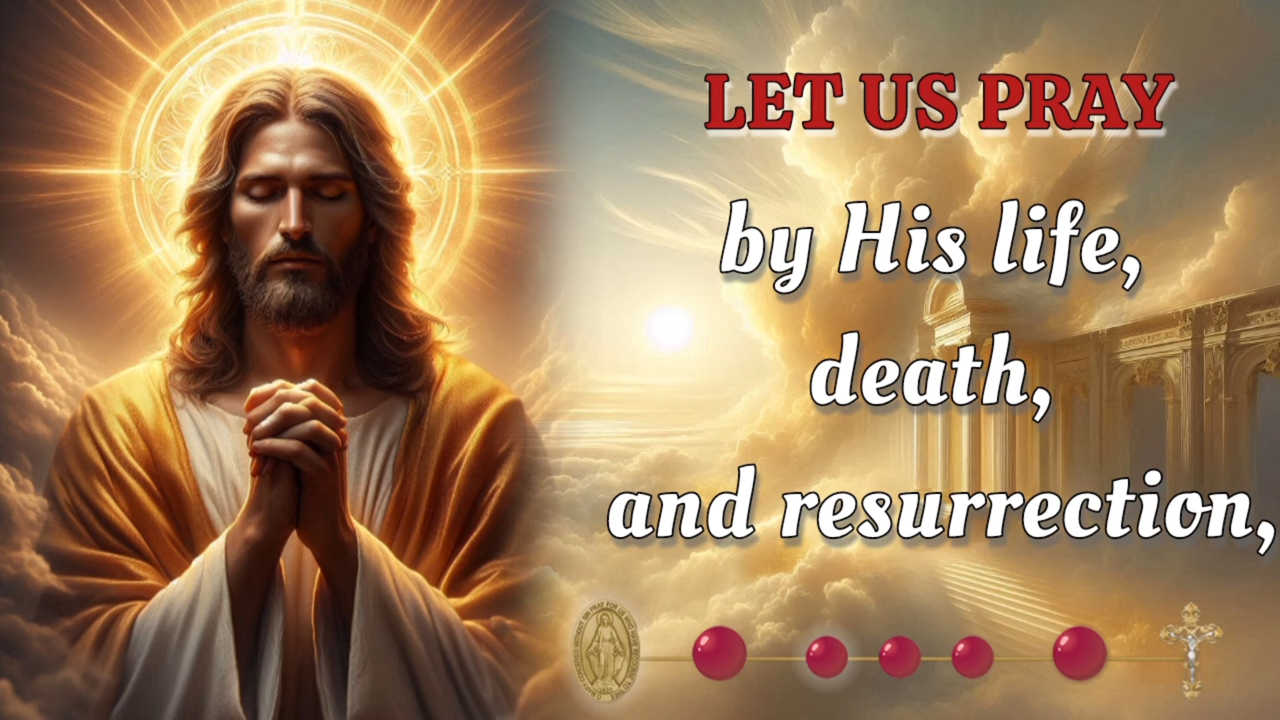 LET US PRAY
by His life,
death,
and resurrection,